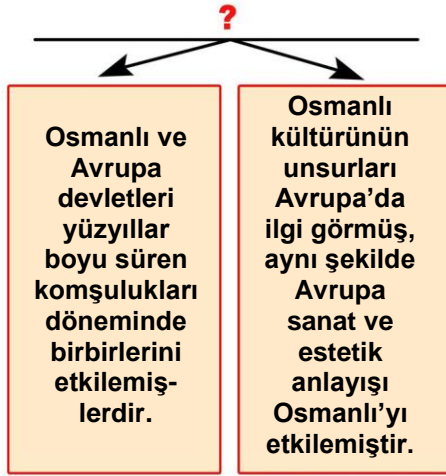 ?
Osmanlı ve
Avrupa
devletleri
yüzyıllar
boyu süren
komşulukları
döneminde
birbirlerini
etkilemiş-
lerdir.
Osmanlı
kültürünün
unsurları
Avrupa’da
ilgi görmüş,
aynı şekilde
Avrupa
sanat ve
estetik
anlayışı
Osmanlı’yı
etkilemiştir.